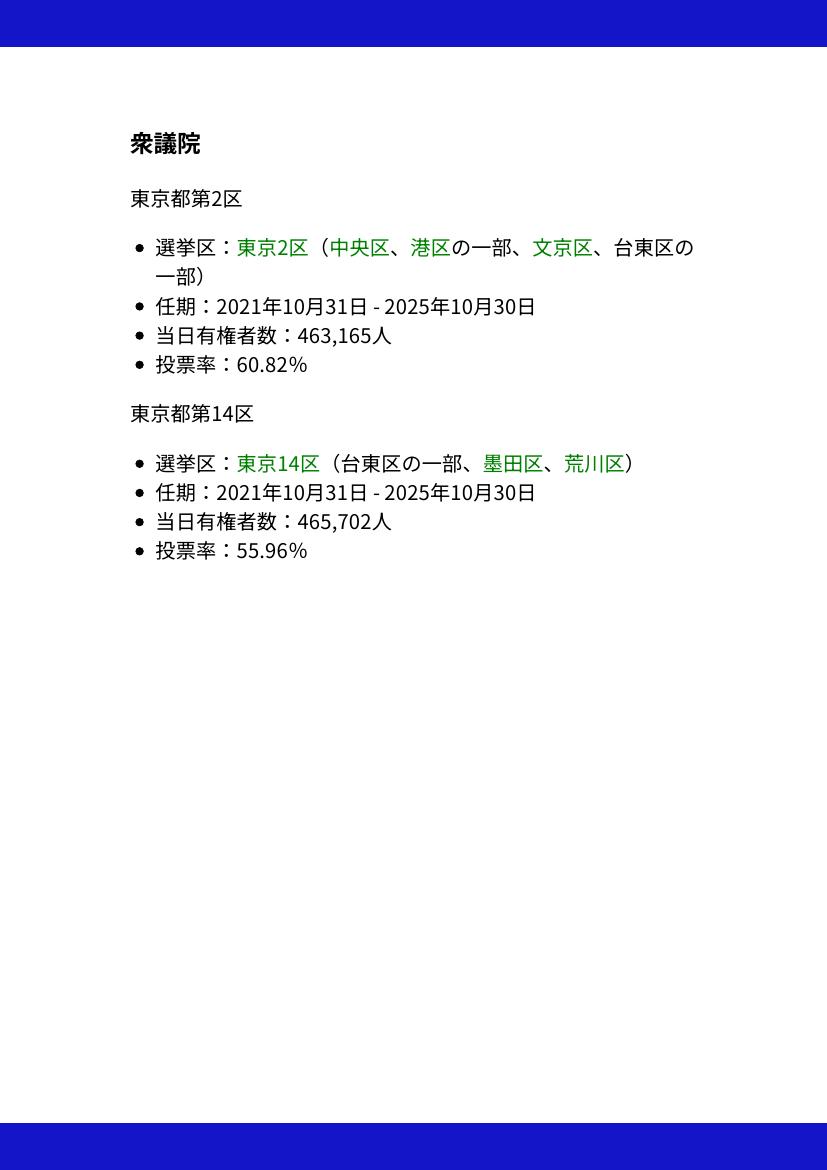 衆議院
東京都第2区
• 選挙区：東京2区（中央区、港区の一部、文京区、台東区の
一部）
• 任期：2021年10月31日 - 2025年10月30日
• 当日有権者数：463,165人
• 投票率：60.82％
東京都第14区
• 選挙区：東京14区（台東区の一部、墨田区、荒川区）
• 任期：2021年10月31日 - 2025年10月30日
• 当日有権者数：465,702人
• 投票率：55.96％